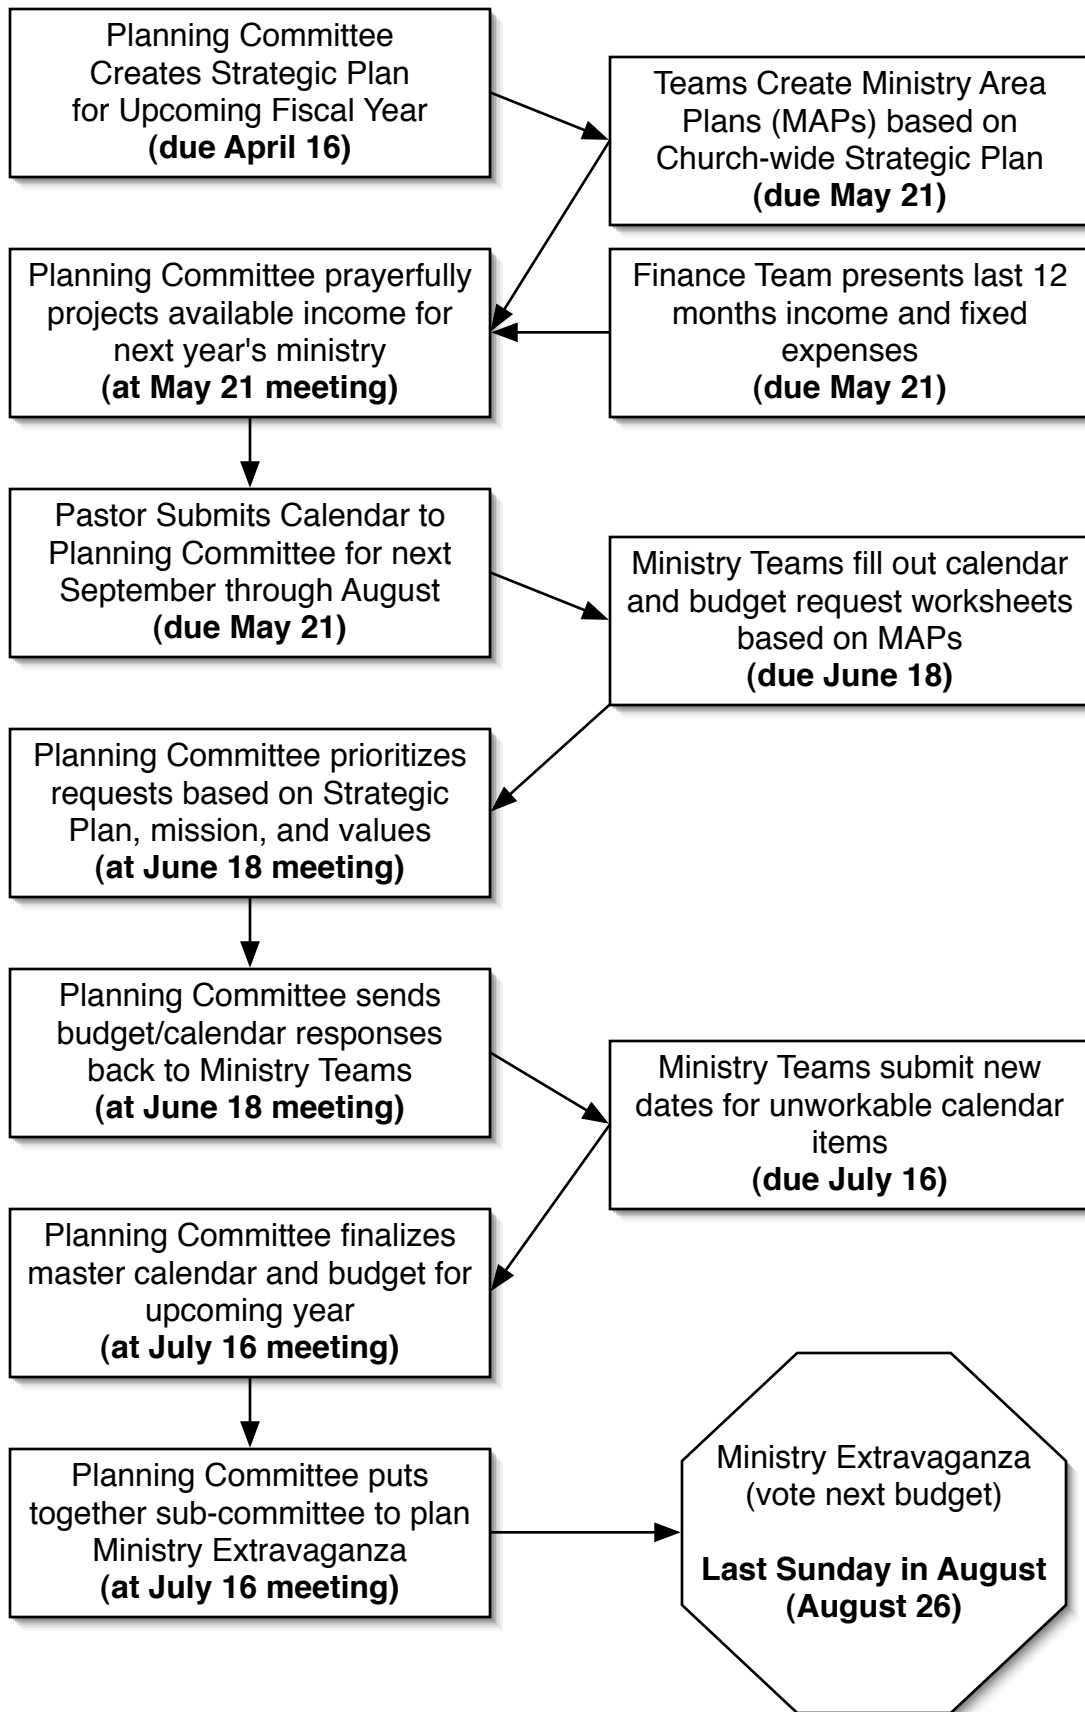 Planning Committee
Creates Strategic Plan
for Upcoming Fiscal Year
(due April 16)
Teams Create Ministry Area
Plans (MAPs) based on
Church-wide Strategic Plan
(due May 21)
Planning Committee prayerfully
projects available income for
next year's ministry
(at May 21 meeting)
Finance Team presents last 12
months income and fixed
expenses
(due May 21)
Pastor Submits Calendar to
Planning Committee for next
September through August
(due May 21)
Ministry Teams fill out calendar
and budget request worksheets
based on MAPs
(due June 18)
Planning Committee prioritizes
requests based on Strategic
Plan, mission, and values
(at June 18 meeting)
Planning Committee sends
budget/calendar responses
back to Ministry Teams
(at June 18 meeting)
Ministry Teams submit new
dates for unworkable calendar
items
(due July 16)
Planning Committee finalizes
master calendar and budget for
upcoming year
(at July 16 meeting)
Planning Committee puts
together sub-committee to plan
Ministry Extravaganza
(at July 16 meeting)
Ministry Extravaganza
(vote next budget)
Last Sunday in August
(August 26)